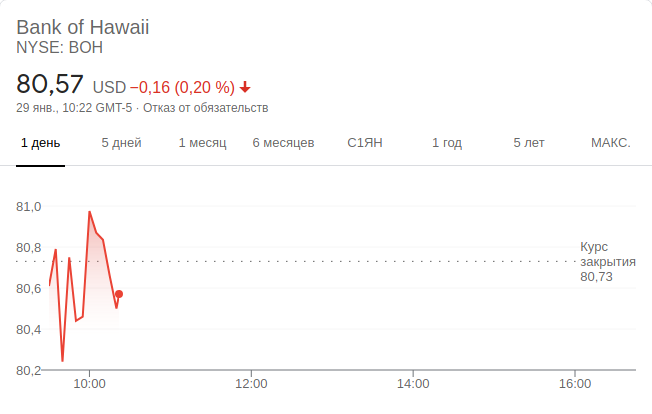 Bank of Hawaii
NYSE: BOH
80,57 USD −0,16 (0,20 %)
29 янв., 10:22 GMT-5 · Отказ от обязательств
1 день 5 дней 1 месяц 6 месяцев С1ЯН 1 год 5 лет МАКС.
81,0
80,8
80,6
80,4
80,2
Курс
закрытия
80,73
10:00 12:00 14:00 16:00